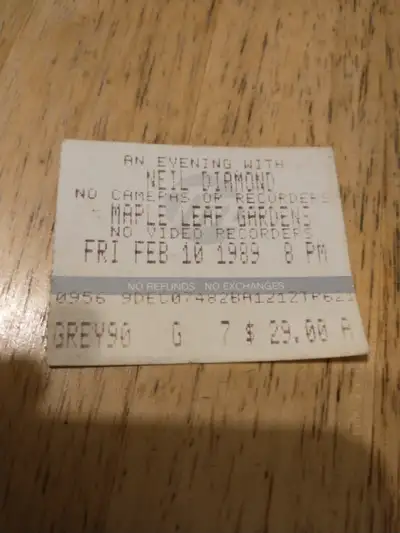 AN EVENING WITH
NEIL DIAMOND
NO CAMERAS OR RECORDERS
MAPLE LEAF GARDENS
NO VIDEO RECORDERS
FRI FEB 10 1989 8 PM
NO REFUNDS NO EXCHANGES
0956
GREY90 G 7 $ 29.00 A